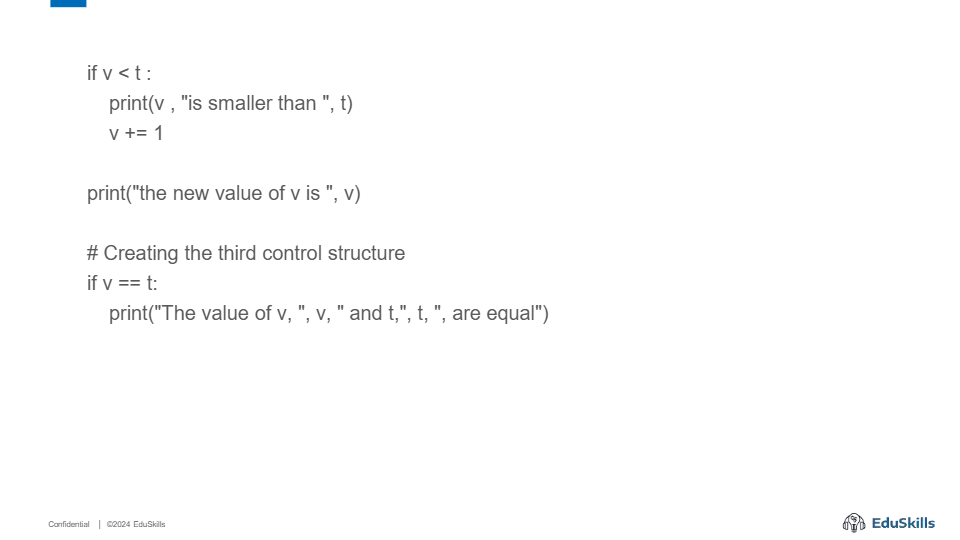 if v < t :
    print(v , "is smaller than ", t)
    v += 1
print("the new value of v is ", v)
# Creating the third control structure
if v == t:
    print("The value of v, ", v, " and t,", t, ", are equal")
Confidential | ©2024 EduSkills
EduSkills